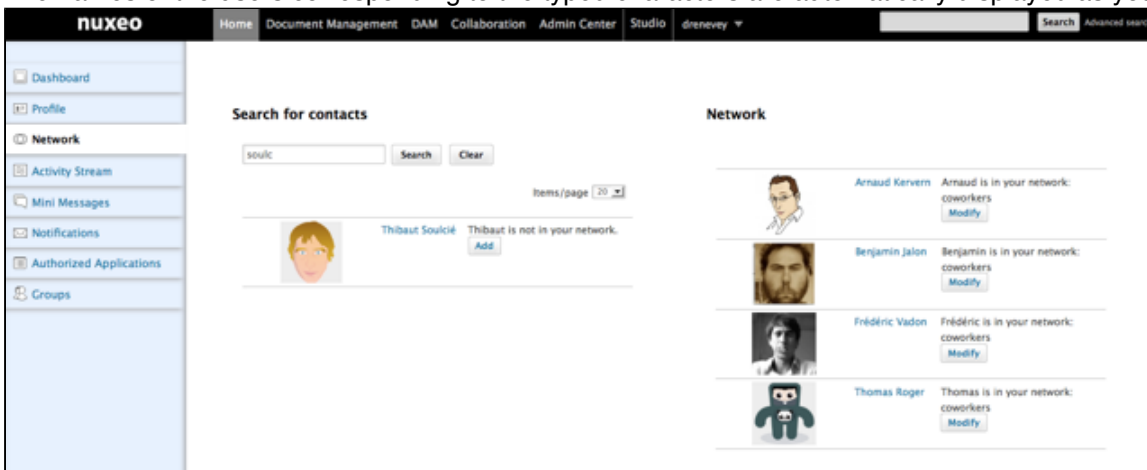 nuxeo
Home Document Management DAM Collaboration Admin Center Studio drenevey
Search Advanced searc
Dashboard
Profile
Network
Activity Stream
Mini Messages
Notifications
Authorized Applications
Groups
Search for contacts
soulc Search Clear
Items/page 20
Thibaut Soulcié Thibaut is not in your network.
Add
Network
Arnaud Kervern Arnaud is in your network:
coworkers
Modify
Benjamin Jalon Benjamin is in your network:
coworkers
Modify
Frédéric Vadon Frédéric is in your network:
coworkers
Modify
Thomas Roger Thomas is in your network:
coworkers
Modify